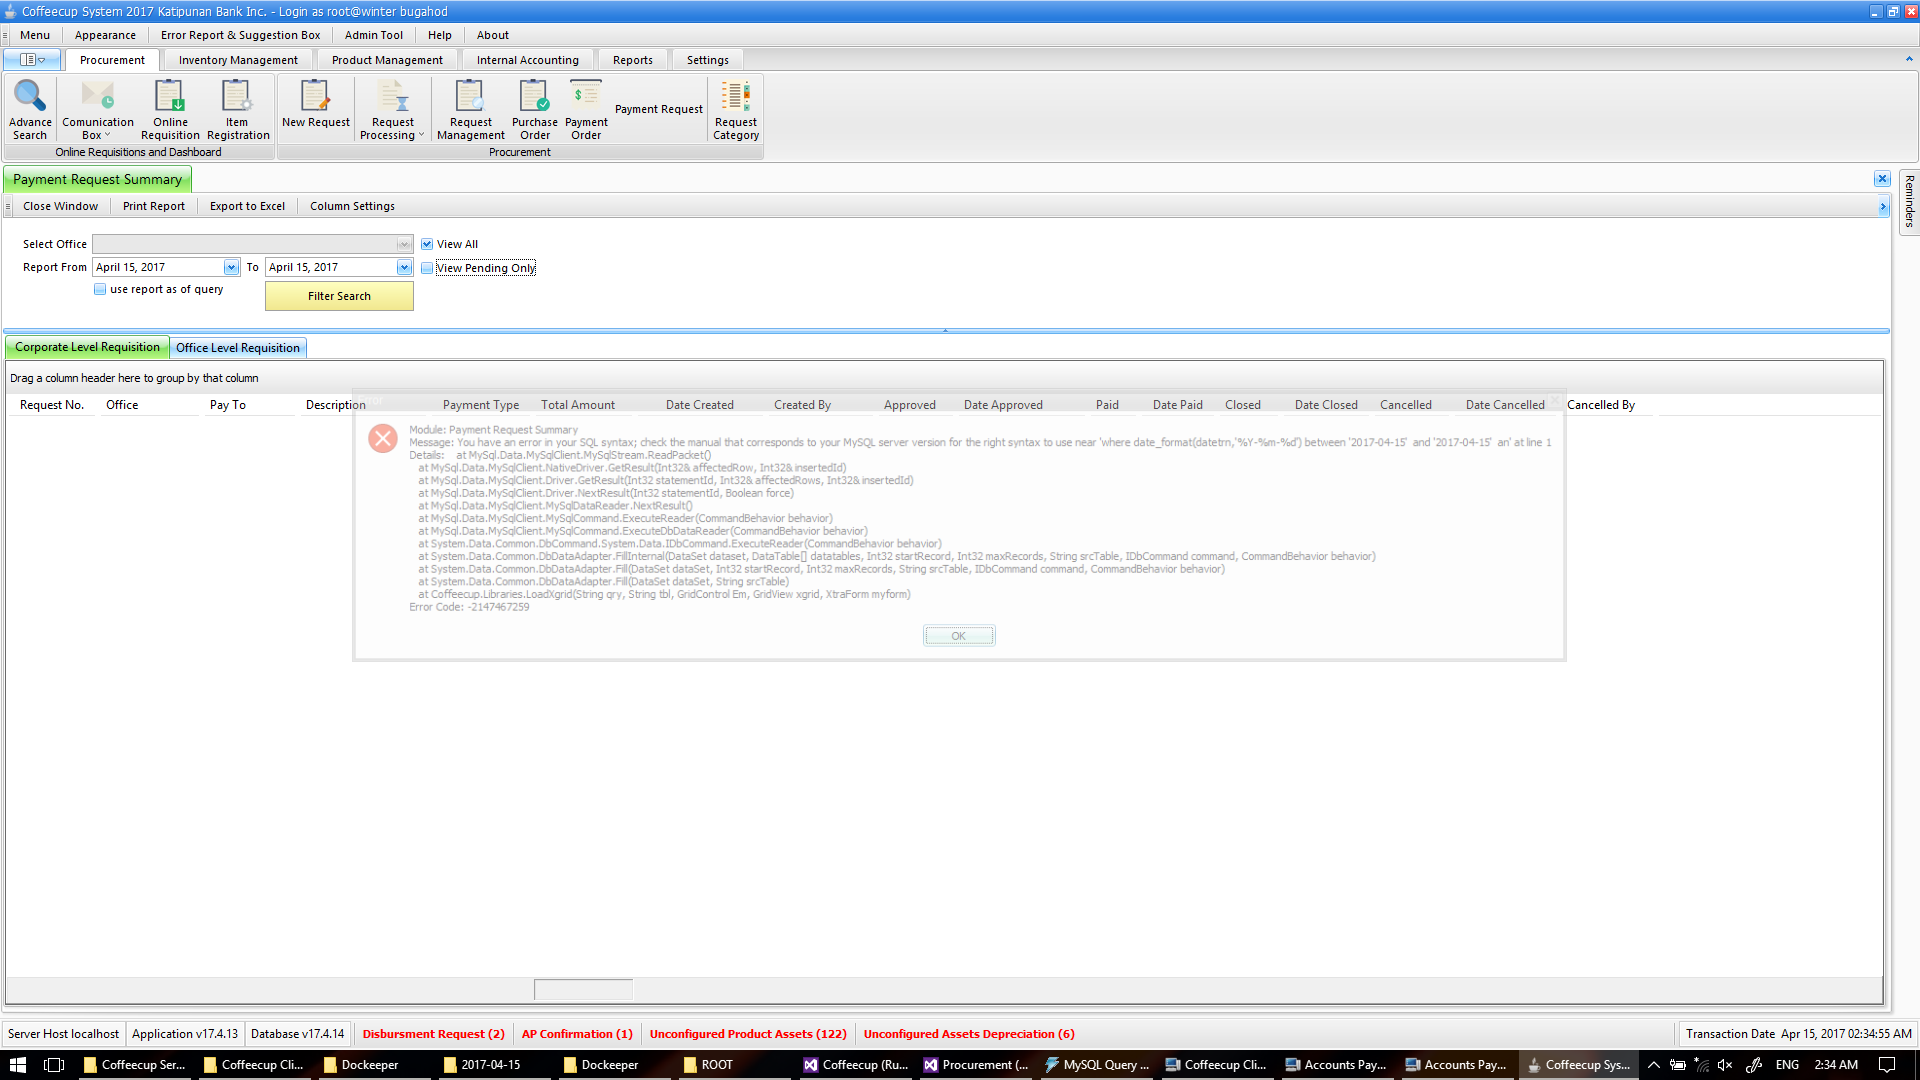 Coffeecup System 2017 Katipunan Bank Inc. - Login as root@winter bugahod
Menu Appearance Error Report & Suggestion Box Admin Tool Help About
Procurement Inventory Management Product Management Internal Accounting Reports Settings
Advance Search
Comunication Box
Online Requisition
Item Registration
New Request
Request Processing
Request Management
Purchase Order
Payment Order
Payment Request
Request Category
Online Requisitions and Dashboard
Procurement
Payment Request Summary
Reminders
Close Window Print Report Export to Excel Column Settings
Select Office View All
Report From April 15, 2017 To April 15, 2017 View Pending Only
use report as of query Filter Search
Corporate Level Requisition Office Level Requisition
Drag a column header here to group by that column
Request No. Office Pay To Description Payment Type Total Amount Date Created Created By Approved Date Approved Paid Date Paid Closed Date Closed Cancelled Date Cancelled Cancelled By
Module: Payment Request Summary
Message: You have an error in your SQL syntax; check the manual that corresponds to your MySQL server version for the right syntax to use near 'where date_format(datetrn,'%Y-%m-%d') between '2017-04-15' and '2017-04-15' an' at line 1
Details: at MySql.Data.MySqlClient.MySqlStream.ReadPacket()
at MySql.Data.MySqlClient.NativeDriver.GetResult(Int32& affectedRow, Int32& insertedId)
at MySql.Data.MySqlClient.Driver.GetResult(Int32 statementId, Int32& affectedRows, Int32& insertedId)
at MySql.Data.MySqlClient.Driver.NextResult(Int32 statementId, Boolean force)
at MySql.Data.MySqlClient.MySqlDataReader.NextResult()
at MySql.Data.MySqlClient.MySqlCommand.ExecuteReader(CommandBehavior behavior)
at MySql.Data.MySqlClient.MySqlCommand.ExecuteDbDataReader(CommandBehavior behavior)
at System.Data.Common.DbCommand.System.Data.IDbCommand.ExecuteReader(CommandBehavior behavior)
at System.Data.Common.DbDataAdapter.FillInternal(DataSet dataset, DataTable[] datatables, Int32 startRecord, Int32 maxRecords, String srcTable, IDbCommand command, CommandBehavior behavior)
at System.Data.Common.DbDataAdapter.Fill(DataSet dataSet, Int32 startRecord, Int32 maxRecords, String srcTable, IDbCommand command, CommandBehavior behavior)
at System.Data.Common.DbDataAdapter.Fill(DataSet dataSet, String srcTable)
at Coffeecup.Libraries.LoadXgrid(String qry, String tbl, GridControl Em, GridView xgrid, XtraForm myform)
Error Code: -2147467259
OK
Server Host localhost Application v17.4.13 Database v17.4.14 Disbursment Request (2) AP Confirmation (1) Unconfigured Product Assets (122) Unconfigured Assets Depreciation (6) Transaction Date Apr 15, 2017 02:34:55 AM
Coffeecup Ser... Coffeecup Cli... Dockeeper 2017-04-15 Dockeeper ROOT Coffeecup (Ru... Procurement (... MySQL Query ... Coffeecup Cli... Accounts Pay... Accounts Pay... Coffeecup Sys... ENG 2:34 AM